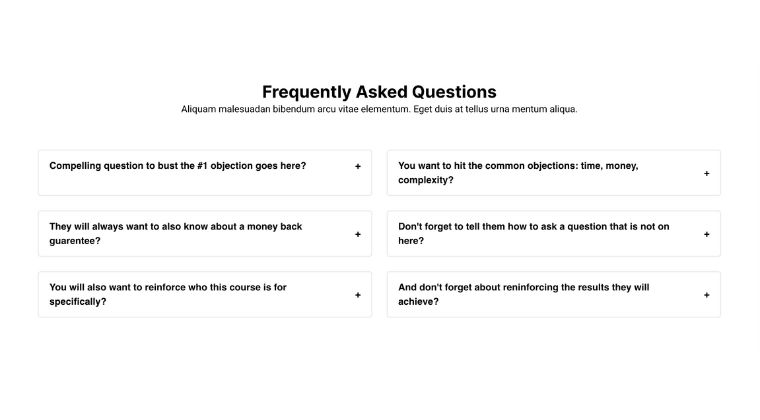 Frequently Asked Questions
Aliquam malesuadan bibendum arcu vitae elementum. Eget duis at tellus urna mentum aliqua.
Compelling question to bust the #1 objection goes here? +
You want to hit the common objections: time, money,
complexity? +
They will always want to also know about a money back
guarentee? +
Don't forget to tell them how to ask a question that is not on
here? +
You will also want to reinforce who this course is for
specifically? +
And don't forget about reninforcing the results they will
achieve? +